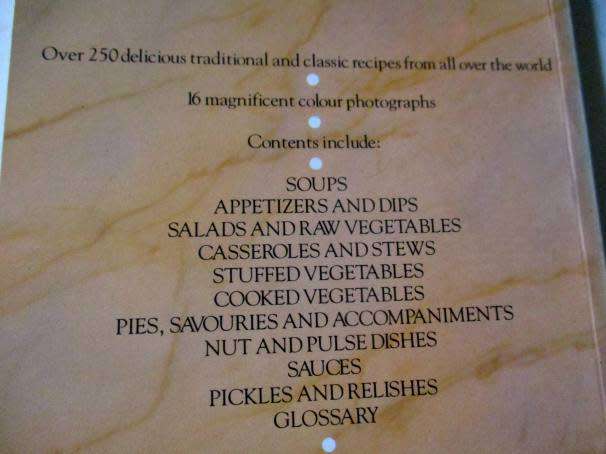 Over 250 delicious traditional and classic recipes from all over the world
16 magnificent colour photographs
Contents include:
SOUPS
APPETIZERS AND DIPS
SALADS AND RAW VEGETABLES
CASSEROLES AND STEWS
STUFFED VEGETABLES
COOKED VEGETABLES
PIES, SAVOURIES AND ACCOMPANIMENTS
NUT AND PULSE DISHES
SAUCES
PICKLES AND RELISHES
GLOSSARY